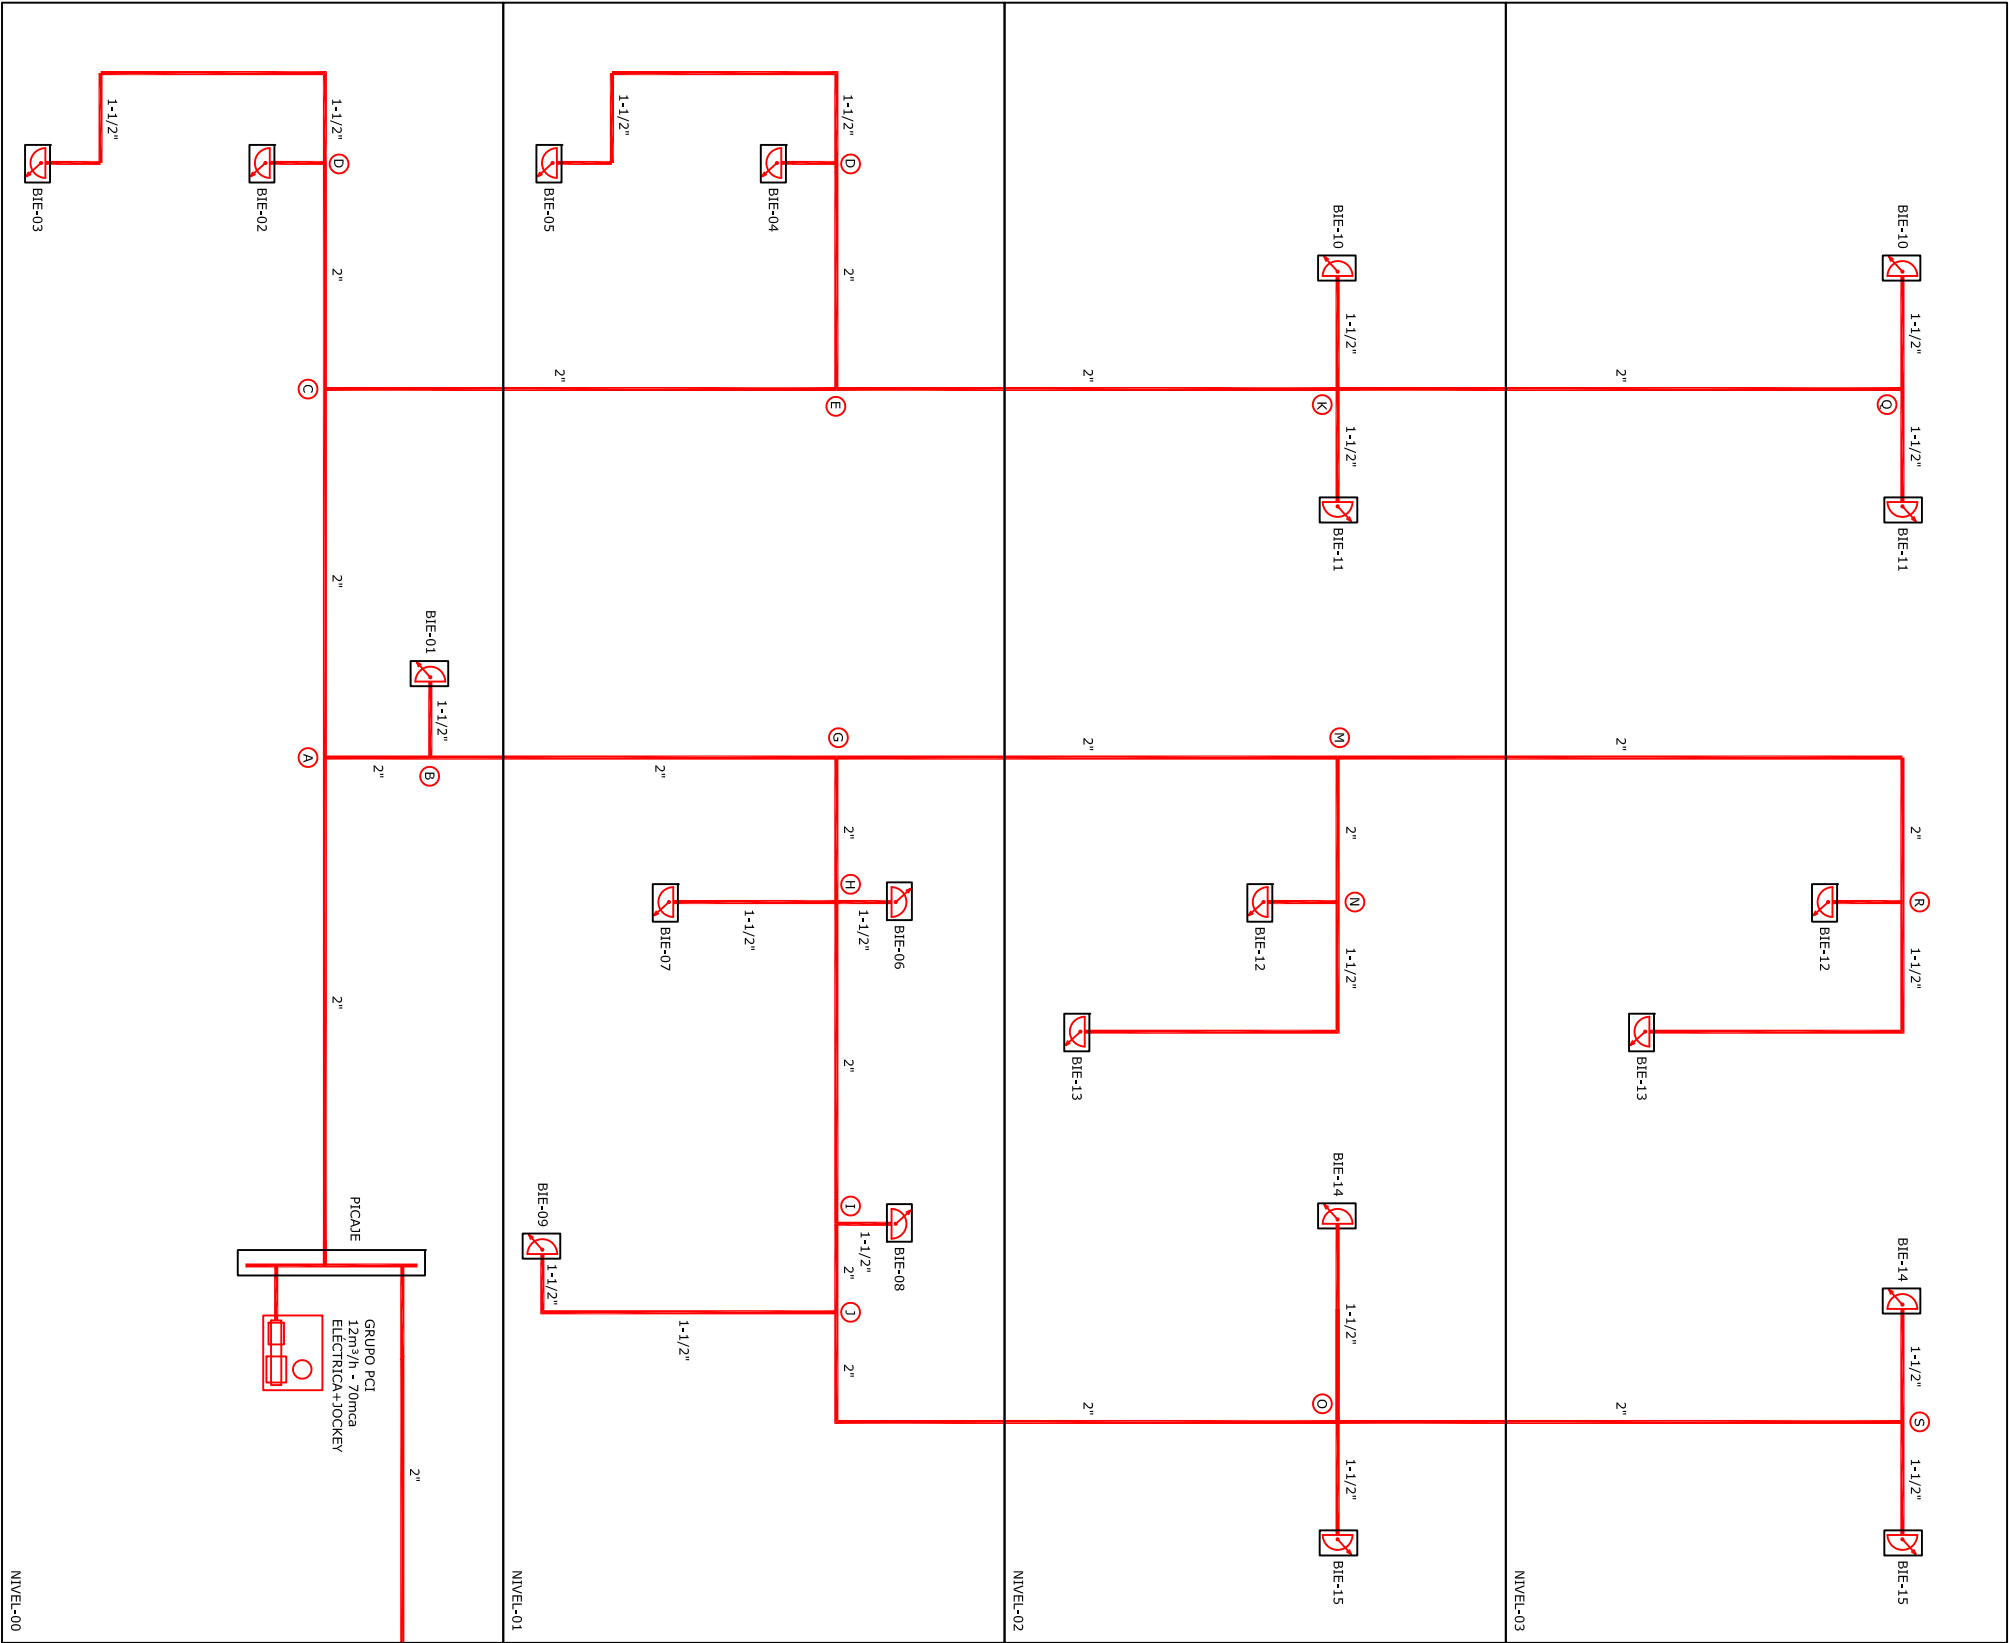 1-1/2"
1-1/2"
2"
R
1-1/2"
1-1/2"
S
1-1/2"
BIE-10
BIE-11
BIE-14
BIE-15
Q
BIE-12
BIE-13
2"
2"
2"
NIVEL-03
1-1/2"
1-1/2"
2"
N
1-1/2"
1-1/2"
1-1/2"
BIE-10
BIE-11
M
BIE-14
BIE-15
K
O
BIE-12
2"
2"
2"
BIE-13
NIVEL-02
BIE-06
BIE-08
1-1/2"
1-1/2"
1-1/2"
D
2"
2"
H
2"
I
2"
J
2"
E
G
BIE-04
1-1/2"
1-1/2"
BIE-07
2"
1-1/2"
2"
1-1/2"
BIE-05
BIE-09
NIVEL-01
1-1/2"
BIE-01
B
2"
2"
PICAJE
GRUPO PCI
12m³/h - 70mca
ELÉCTRICA+JOCKEY
1-1/2"
D
2"
2"
2"
C
A
BIE-02
1-1/2"
BIE-03
NIVEL-00